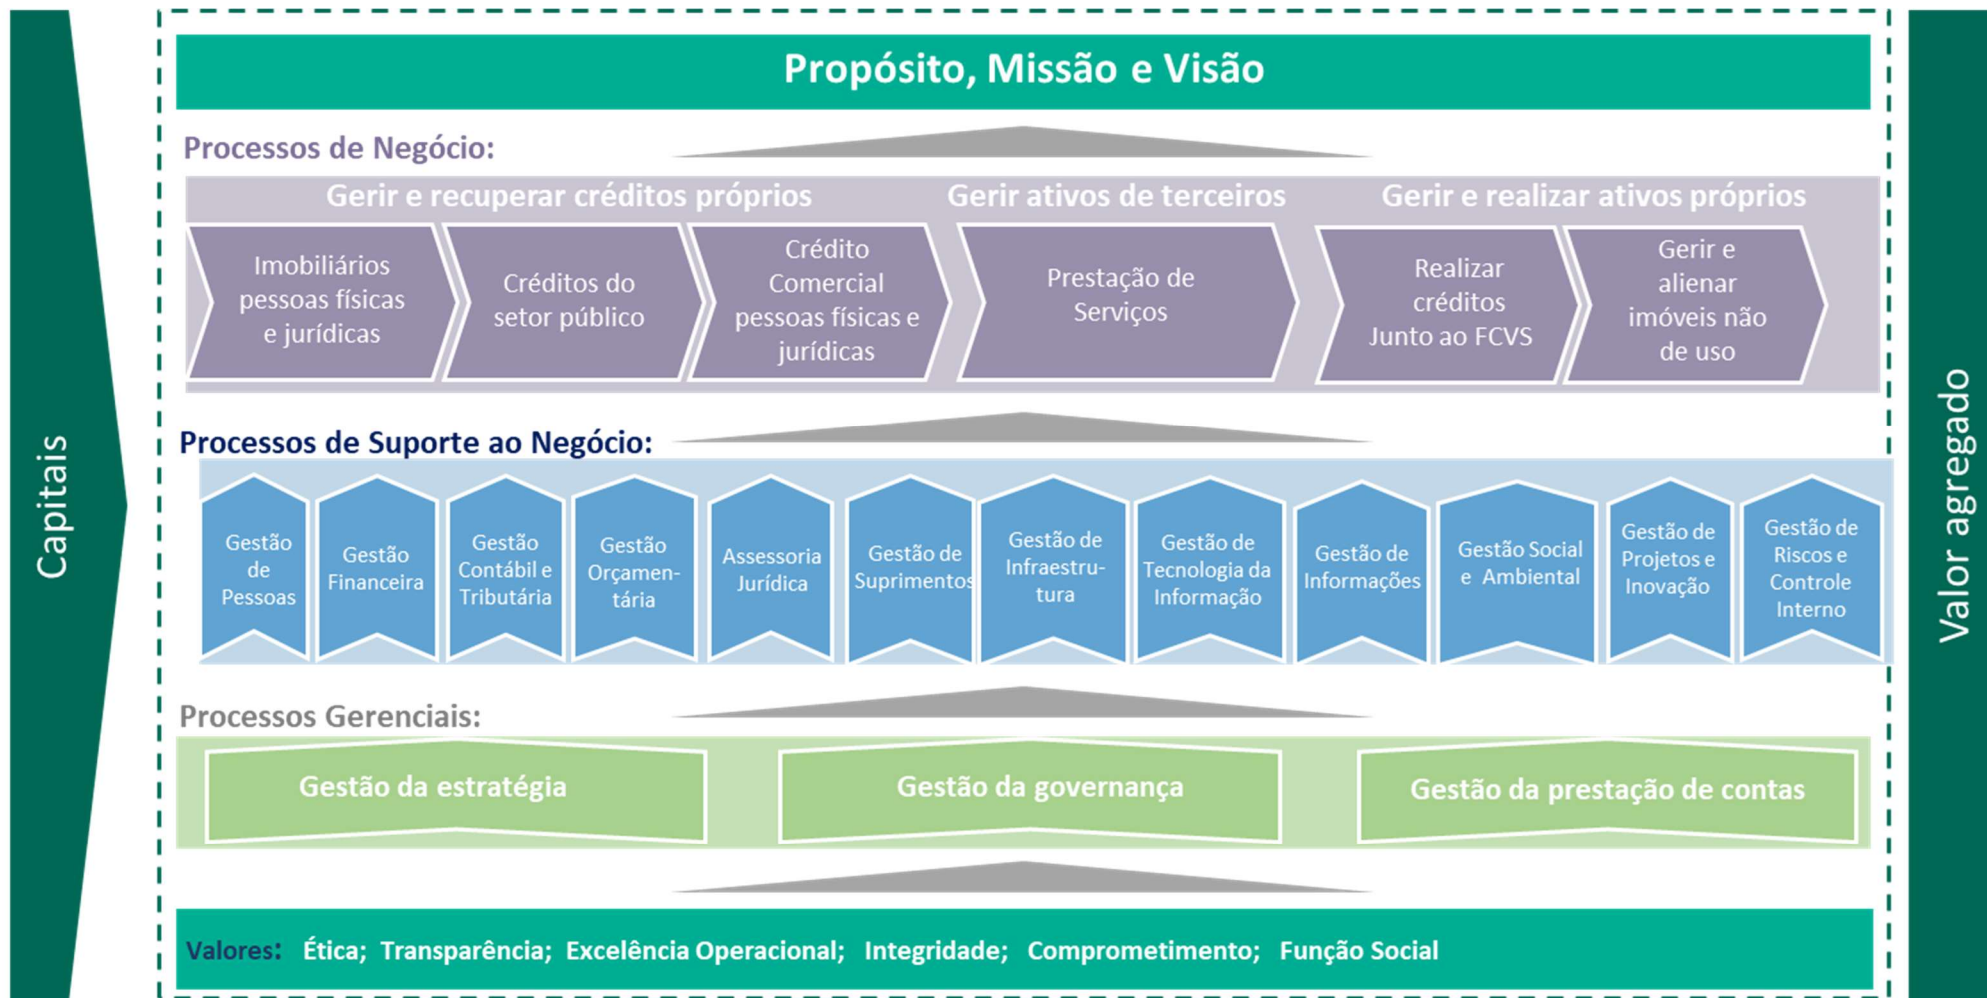 Capitais
Propósito, Missão e Visão
Processos de Negócio:
Gerir e recuperar créditos próprios
Imobiliários
pessoas físicas
e jurídicas
Créditos do
setor público
Crédito
Comercial
pessoas físicas e
jurídicas
Gerir ativos de terceiros
Prestação de
Serviços
Gerir e realizar ativos próprios
Realizar
créditos
Junto ao FCVS
Gerir e
alienar
imóveis não
de uso
Processos de Suporte ao Negócio:
Gestão
de
Pessoas
Gestão
Financeira
Gestão
Contábil e
Tributária
Gestão
Orçamen-
tária
Assessoria
Jurídica
Gestão de
Suprimentos
Gestão de
Infraestru-
tura
Gestão de
Tecnologia da
Informação
Gestão de
Informações
Gestão Social
e Ambiental
Gestão de
Projetos e
Inovação
Gestão de
Riscos e
Controle
Interno
Processos Gerenciais:
Gestão da estratégia
Gestão da governança
Gestão da prestação de contas
Valores: Ética; Transparência; Excelência Operacional; Integridade; Comprometimento; Função Social
Valor agregado